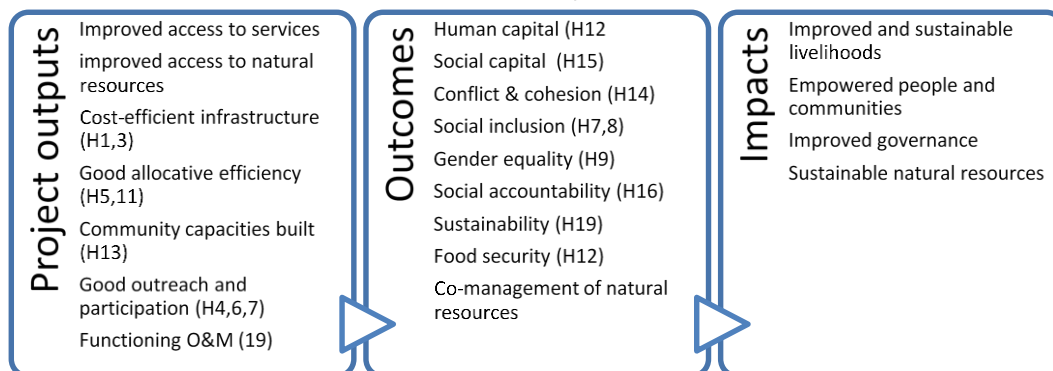 Project outputs
Improved access to services
improved access to natural
resources
Cost-efficient infrastructure
(H1,3)
Good allocative efficiency
(H5,11)
Community capacities built
(H13)
Good outreach and
participation (H4,6,7)
Functioning O&M (19)
Outcomes
Human capital (H12
Social capital  (H15)
Conflict & cohesion (H14)
Social inclusion (H7,8)
Gender equality (H9)
Social accountability (H16)
Sustainability (H19)
Food security (H12)
Co-management of natural
resources
Impacts
Improved and sustainable
livelihoods
Empowered people and
communities
Improved governance
Sustainable natural resources